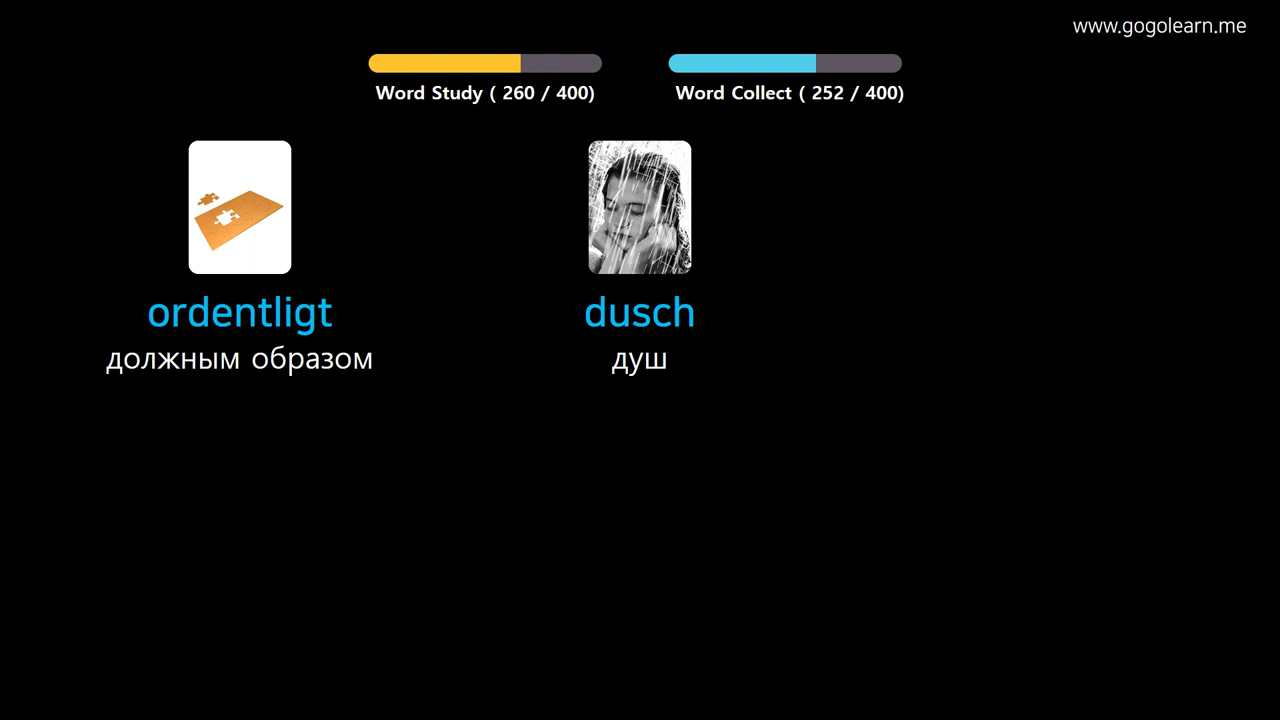 www.gogolearn.me
Word Study ( 260 / 400)
Word Collect ( 252 / 400)
ordentligt
должным образом
dusch
душ